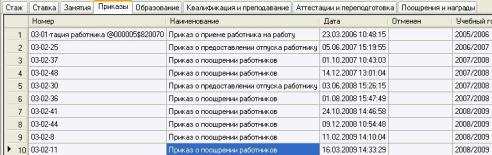 Стаж Ставка Занятия Приказы Образование Квалификация и преподавание Аттестации и переподготовка Поощрения и награды
Номер Наименование Дата Отменен Учебный г
1 03-01-тация работника @000005$820070 Приказ о приеме работника на работу 23.03.2006 10:48:15 2005/2006
2 03-02-25 Приказ о предоставлении отпуска работнику 05.06.2007 15:19:55 2006/2007
3 03-02-37 Приказ о поощрении работников 01.10.2007 10:43:03 2007/2008
4 03-02-48 Приказ о поощрении работников 14.12.2007 13:01:04 2007/2008
5 03-02-30 Приказ о предоставлении отпуска работнику 03.06.2008 15:26:15 2007/2008
6 03-02-36 Приказ о поощрении работников 01.08.2008 15:47:49 2007/2008
7 03-02-41 Приказ о поощрении работников 24.10.2008 14:46:58 2008/2009
8 03-02-44 Приказ о поощрении работников 09.12.2008 10:54:48 2008/2009
9 03-02-8 Приказ о поощрении работников 11.02.2009 14:10:04 2008/2009
10 03-02-11 Приказ о поощрении работников 16.03.2009 14:33:29 2008/2009